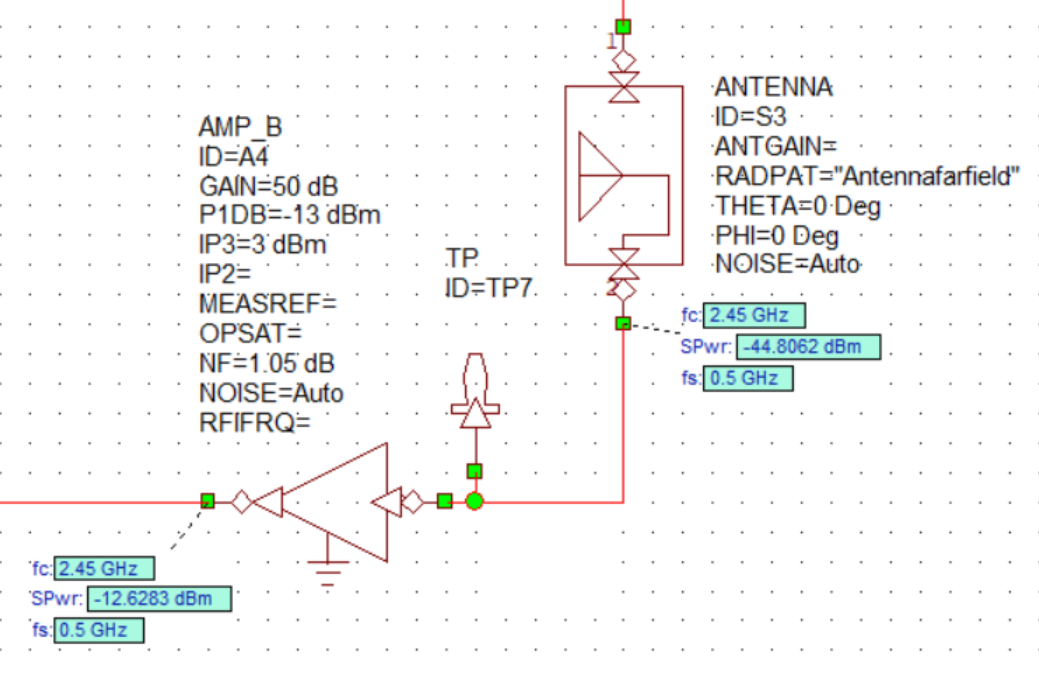 1
ANTENNA
ID=S3
ANTGAIN=
RADPAT="Antennafarfield"
THETA=0 Deg
PHI=0 Deg
NOISE=Auto
AMP_B
ID=A4
GAIN=50 dB
P1DB=-13 dBm
IP3=3 dBm
IP2=
MEASREF=
OPSAT=
NF=1.05 dB
NOISE=Auto
RFIFRQ=
TP
ID=TP7
2
fc: 2.45 GHz
SPwr: -44.8062 dBm
fs: 0.5 GHz
fc: 2.45 GHz
SPwr: -12.6283 dBm
fs: 0.5 GHz